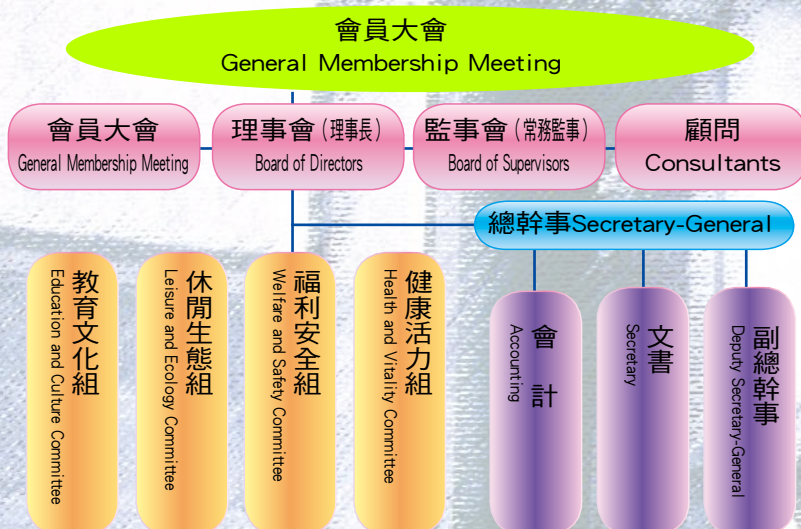 會員大會
General Membership Meeting
會員大會
General Membership Meeting
理事會(理事長)
Board of Directors
監事會(常務監事)
Board of Supervisors
顧問
Consultants
總幹事Secretary-General
教育文化組
Education and Culture Committee
休閒生態組
Leisure and Ecology Committee
福利安全組
Welfare and Safety Committee
健康活力組
Health and Vitality Committee
會 計
Accounting
文書
Secretary
副總幹事
Deputy Secretary-General